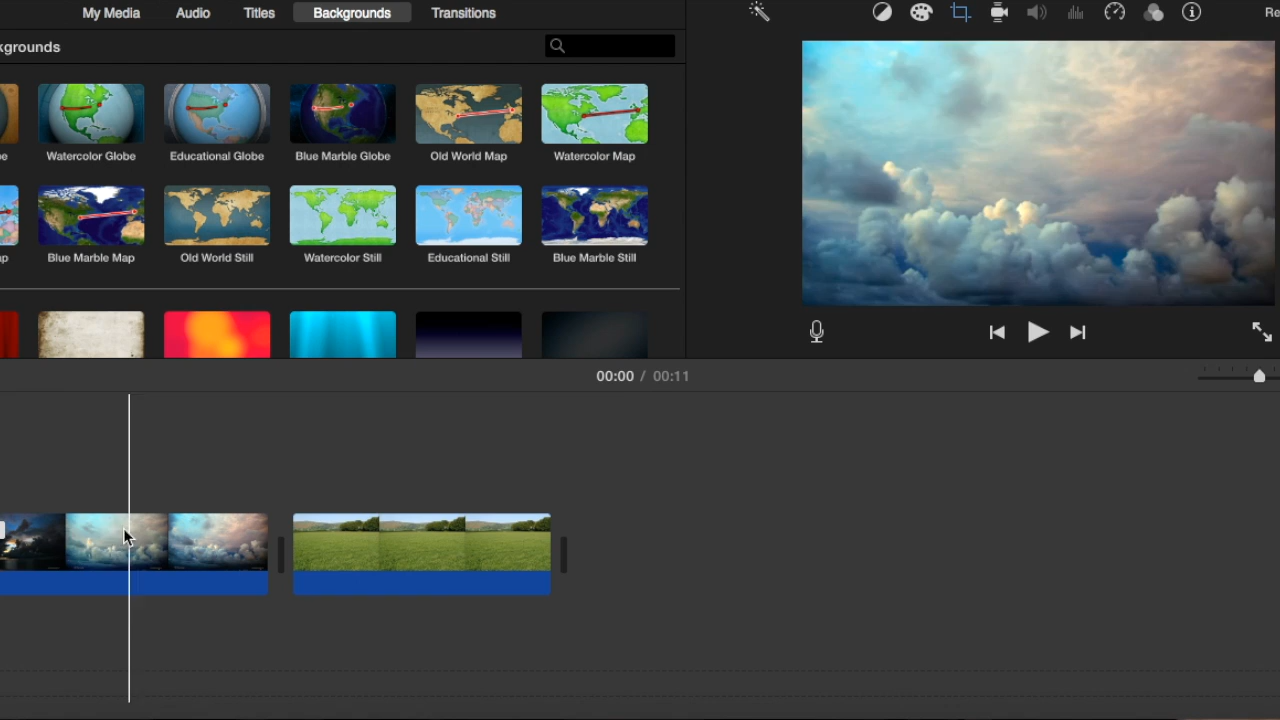 My Media Audio Titles Backgrounds Transitions
Re
kgrounds
e Watercolor Globe Educational Globe Blue Marble Globe Old World Map Watercolor Map
p Blue Marble Map Old World Still Watercolor Still Educational Still Blue Marble Still
00:00 / 00:11